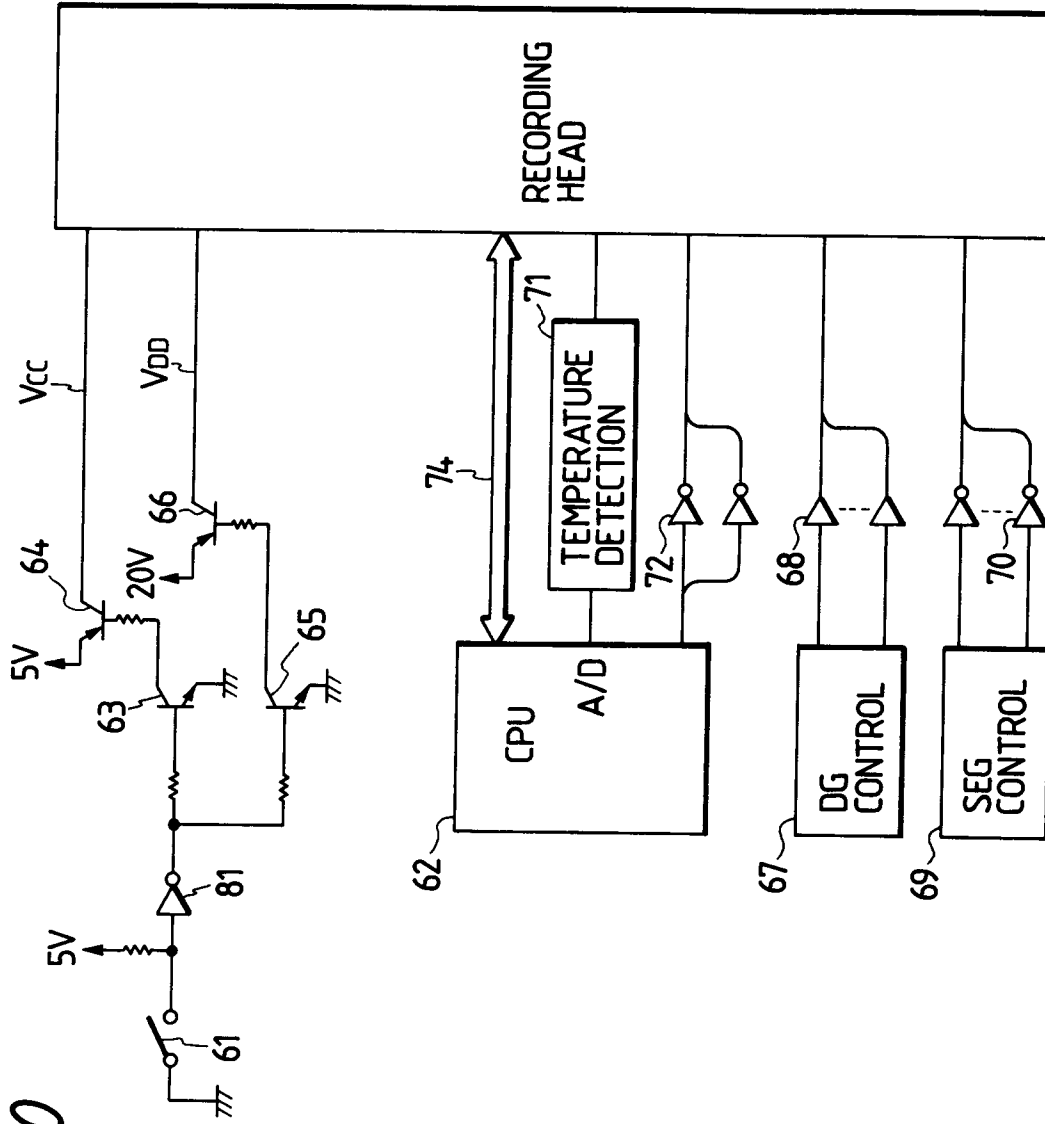 RECORDING
HEAD
VCC
VDD
74
71
TEMPERATURE
DETECTION
64
5V
66
20V
63
65
72
68
70
CPU
A/D
62
DG
CONTROL
67
SEG
CONTROL
69
5V
81
61